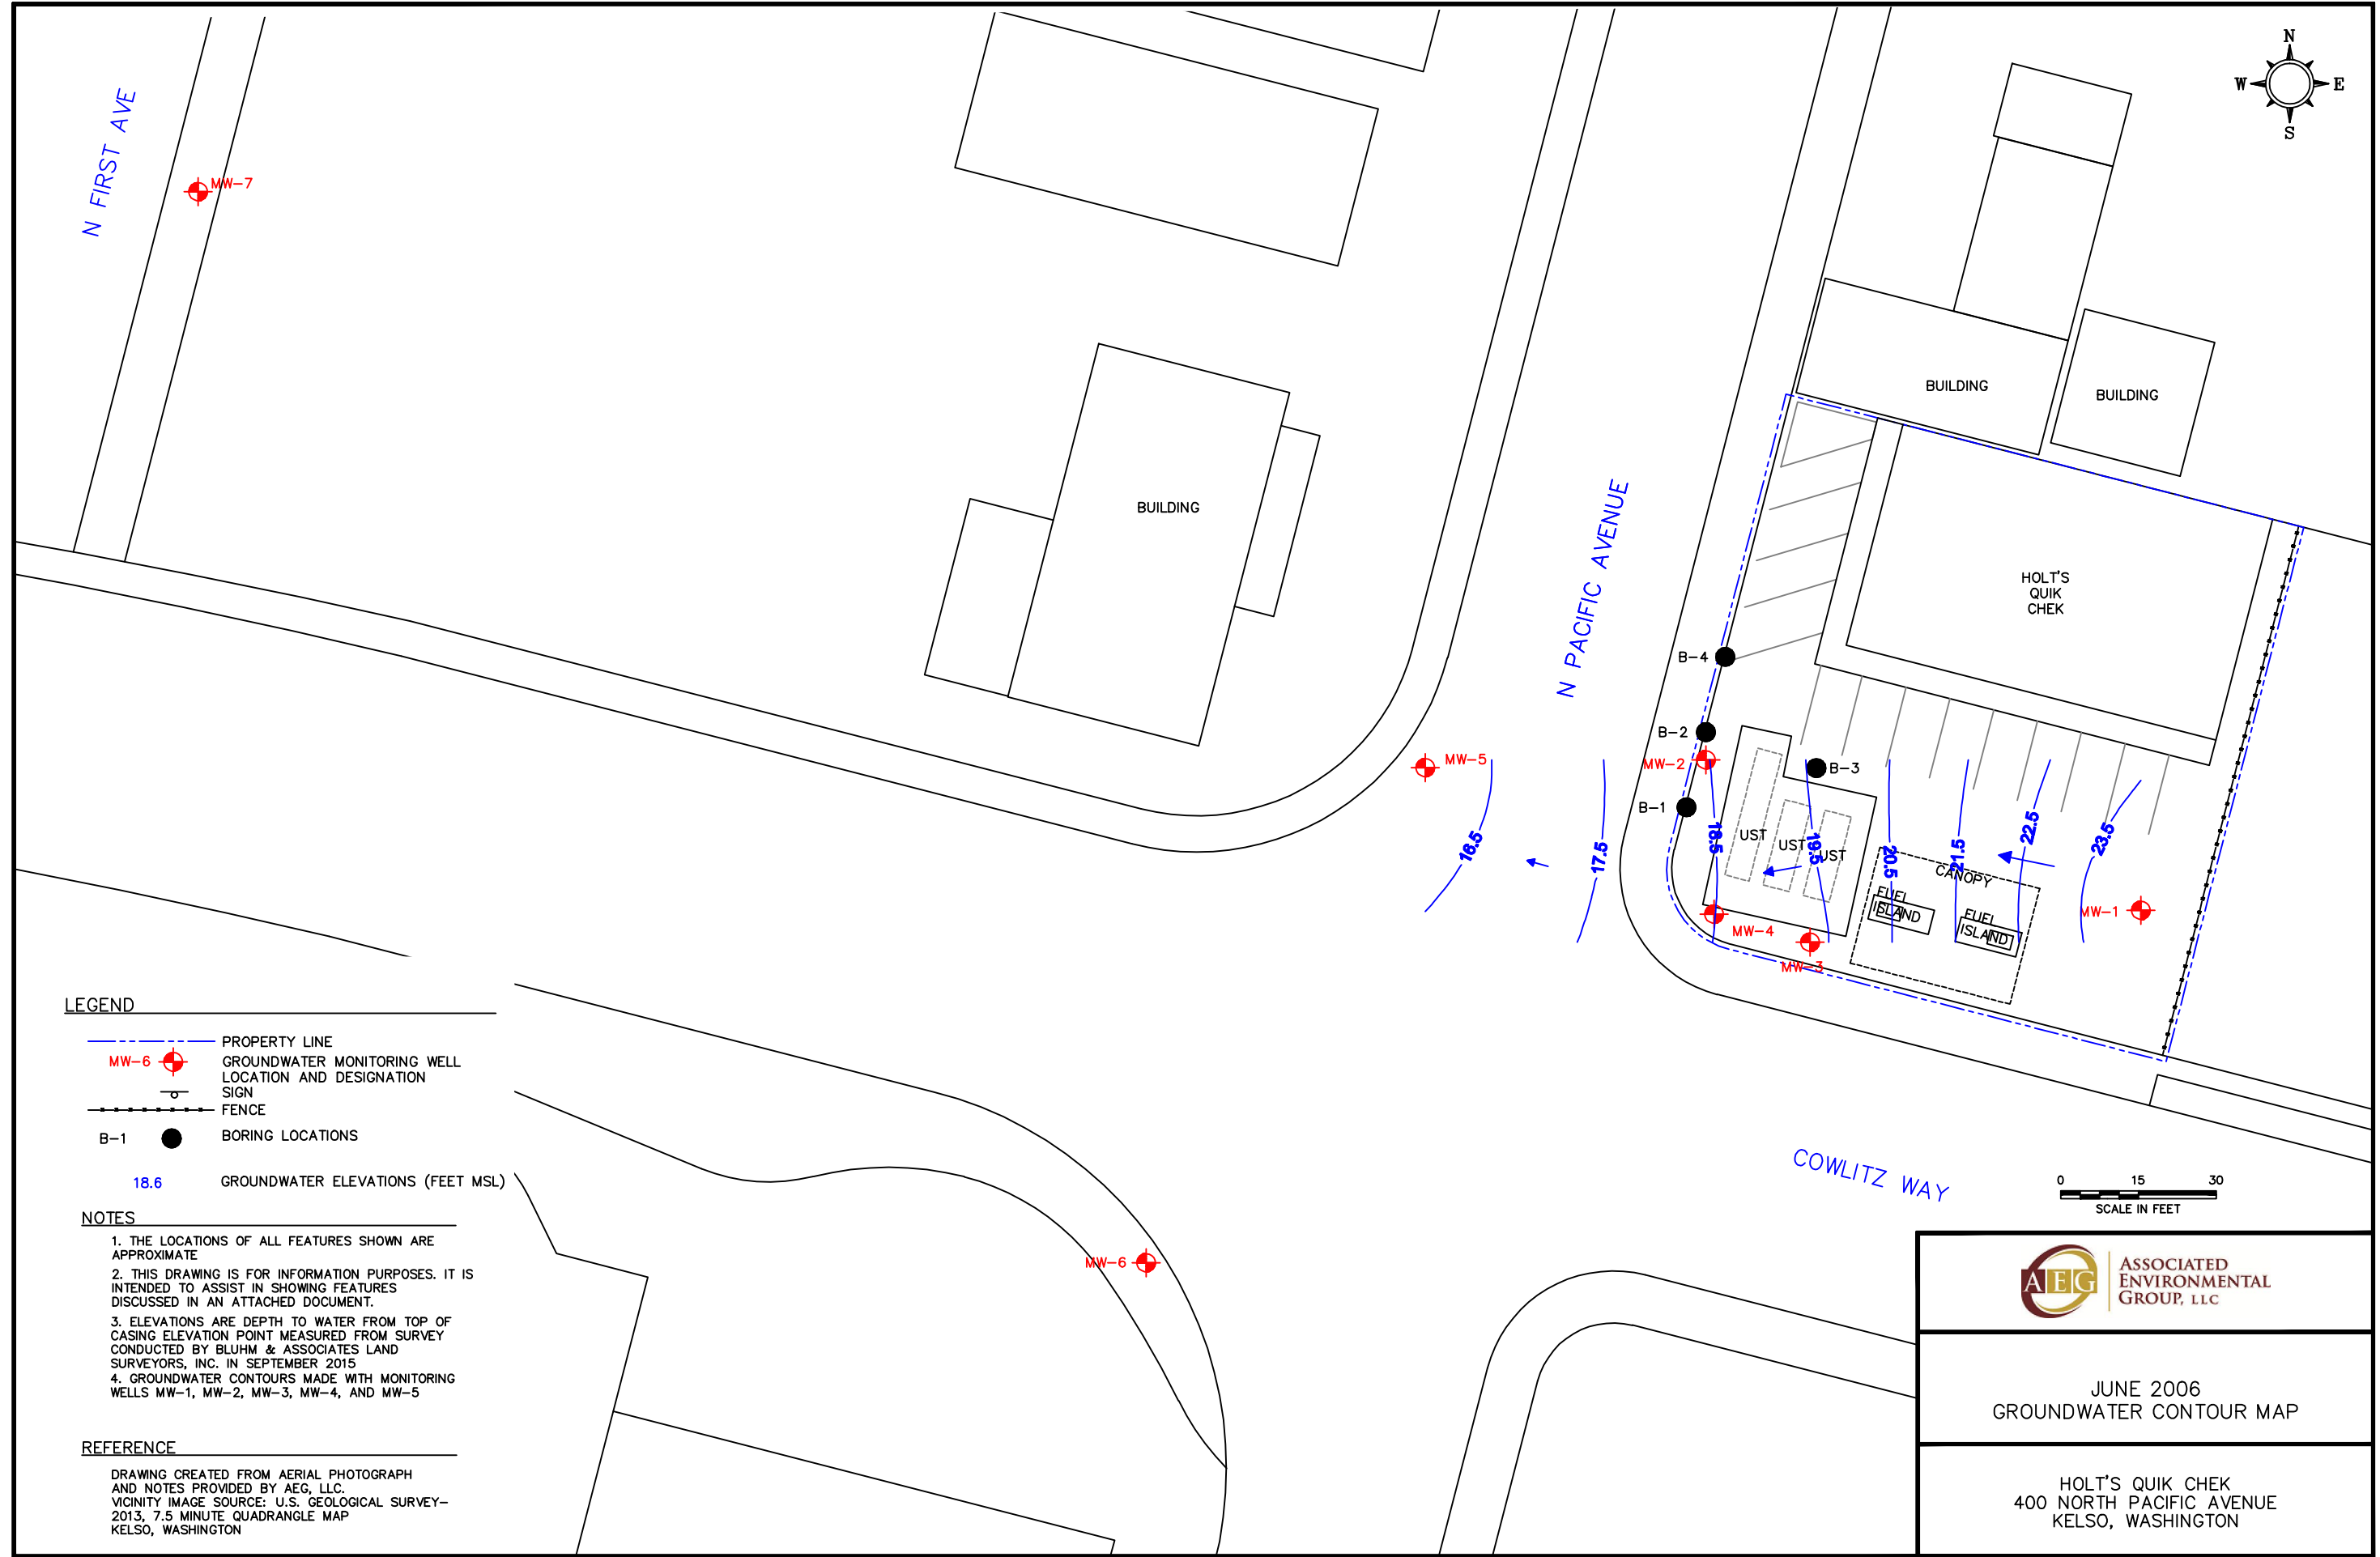 N
W
E
S
N FIRST AVE
MW-7
BUILDING
BUILDING
BUILDING
HOLT'S
QUIK
CHEK
N PACIFIC AVENUE
B-4
B-2
MW-2
B-3
B-1
MW-5
16.5
17.5
18.5
19.5
20.5
21.5
22.5
23.5
UST
UST
UST
CANOPY
FUEL
ISLAND
FUEL
ISLAND
MW-1
MW-4
MW-3
MW-6
COWLITZ WAY
0 15 30
SCALE IN FEET
LEGEND
PROPERTY LINE
MW-6 GROUNDWATER MONITORING WELL
LOCATION AND DESIGNATION
SIGN
FENCE
B-1 BORING LOCATIONS
18.6 GROUNDWATER ELEVATIONS (FEET MSL)
NOTES
1. THE LOCATIONS OF ALL FEATURES SHOWN ARE
APPROXIMATE
2. THIS DRAWING IS FOR INFORMATION PURPOSES. IT IS
INTENDED TO ASSIST IN SHOWING FEATURES
DISCUSSED IN AN ATTACHED DOCUMENT.
3. ELEVATIONS ARE DEPTH TO WATER FROM TOP OF
CASING ELEVATION POINT MEASURED FROM SURVEY
CONDUCTED BY BLUHM & ASSOCIATES LAND
SURVEYORS, INC. IN SEPTEMBER 2015
4. GROUNDWATER CONTOURS MADE WITH MONITORING
WELLS MW-1, MW-2, MW-3, MW-4, AND MW-5
REFERENCE
DRAWING CREATED FROM AERIAL PHOTOGRAPH
AND NOTES PROVIDED BY AEG, LLC.
VICINITY IMAGE SOURCE: U.S. GEOLOGICAL SURVEY-
2013, 7.5 MINUTE QUADRANGLE MAP
KELSO, WASHINGTON
AEG
ASSOCIATED
ENVIRONMENTAL
GROUP, LLC
JUNE 2006
GROUNDWATER CONTOUR MAP
HOLT'S QUIK CHEK
400 NORTH PACIFIC AVENUE
KELSO, WASHINGTON